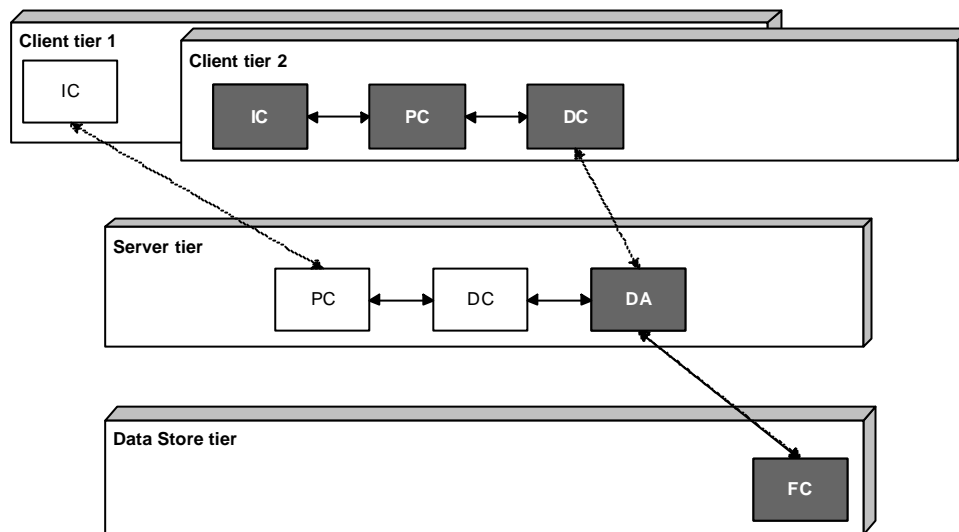 Client tier 1
Client tier 2
IC
IC
PC
DC
Server tier
PC
DC
DA
Data Store tier
FC